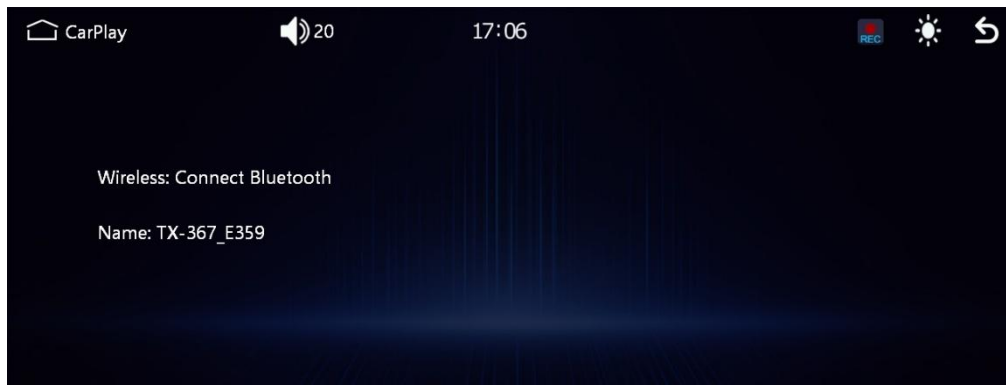 CarPlay 20 17:06 REC
Wireless: Connect Bluetooth
Name: TX-367_E359